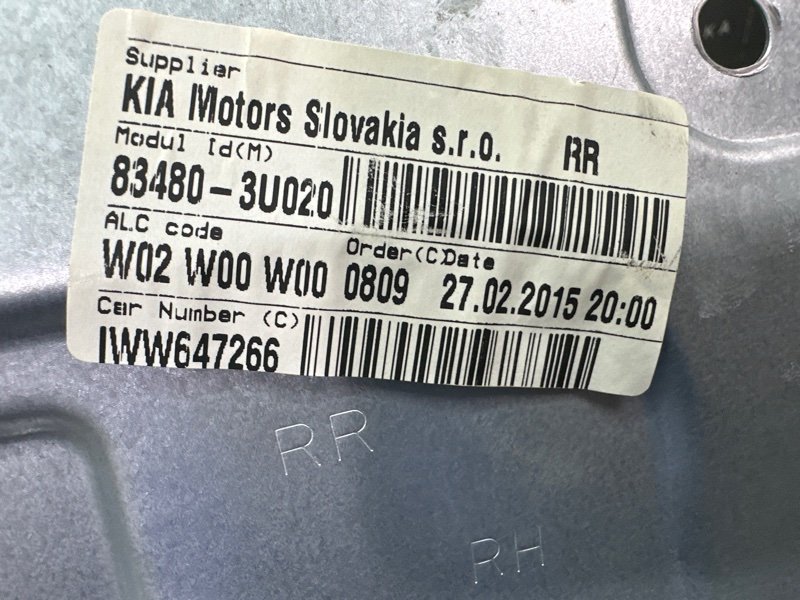 Supplier
KIA Motors Slovakia s.r.o. RR
Modul Id(M)
83480-3U020
ALC code Order(C)Date
W02 W00 W00 0809 27.02.2015 20:00
Car Number (C)
IWW647266
RR
RH